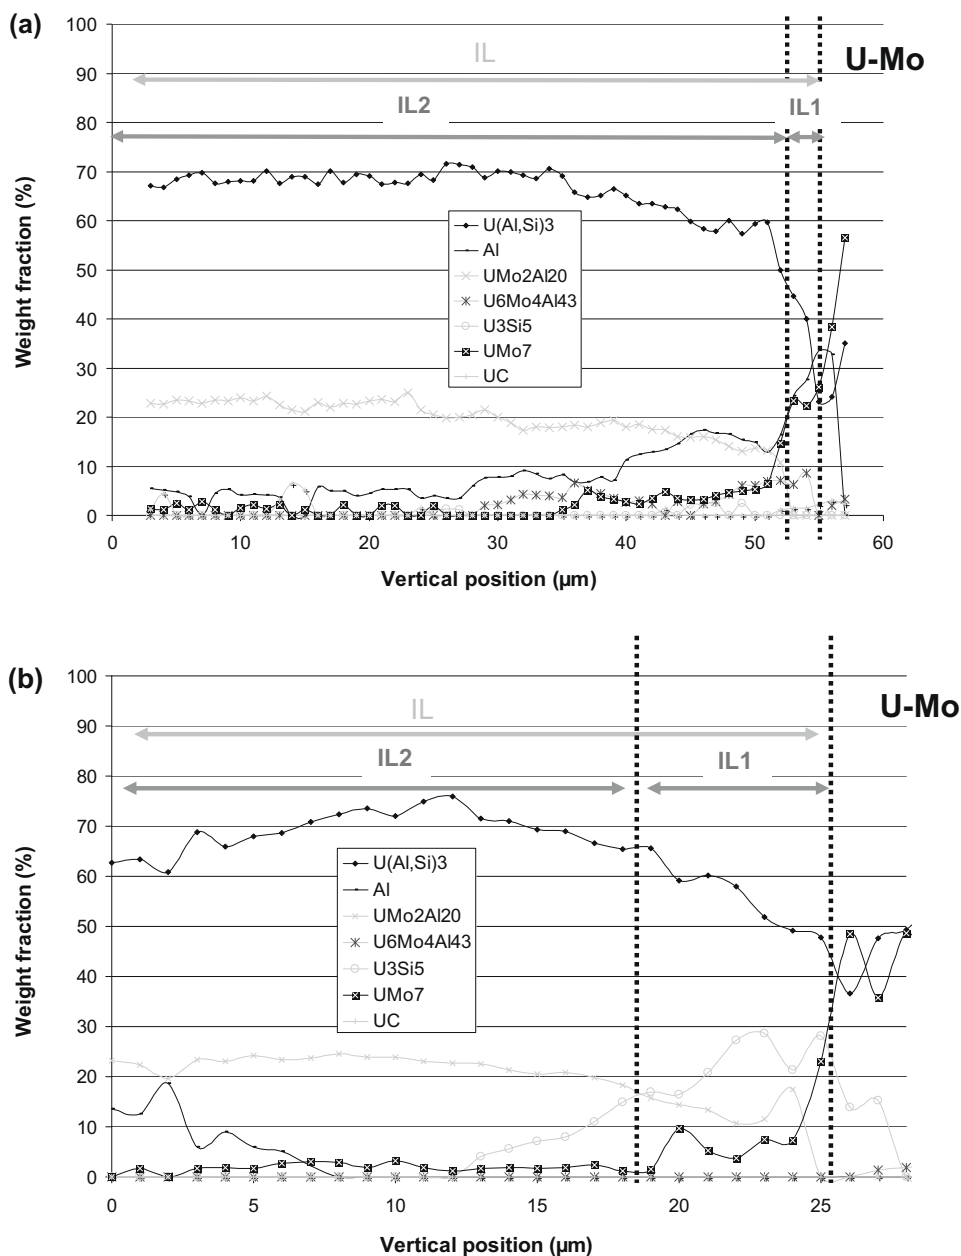 (a)
100
90
80
70
60
50
40
30
20
10
0
Weight fraction (%)
IL
U-Mo
IL2
IL1
U(Al,Si)3
Al
UMo2Al20
U6Mo4Al43
U3Si5
UMo7
UC
0 10 20 30 40 50 60
Vertical position (µm)
(b)
100
90
80
70
60
50
40
30
20
10
0
Weight fraction (%)
IL
U-Mo
IL2
IL1
U(Al,Si)3
Al
UMo2Al20
U6Mo4Al43
U3Si5
UMo7
UC
0 5 10 15 20 25
Vertical position (µm)